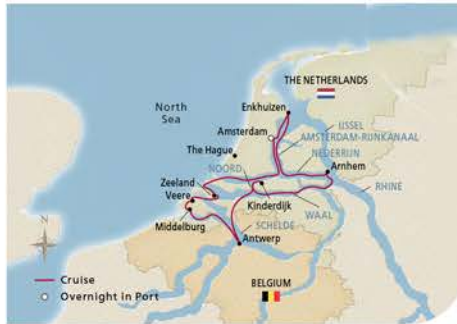 THE NETHERLANDS
North
Sea
Enkhuizen
Amsterdam
IJSSEL
AMSTERDAM-RIJNKANAAL
The Hague
NEDERRIJN
NOORD
Arnhem
Zeeland
Veere
Kinderdijk
RHINE
WAAL
Middelburg
SCHELDE
Antwerp
Cruise
BELGIUM
Overnight in Port
N